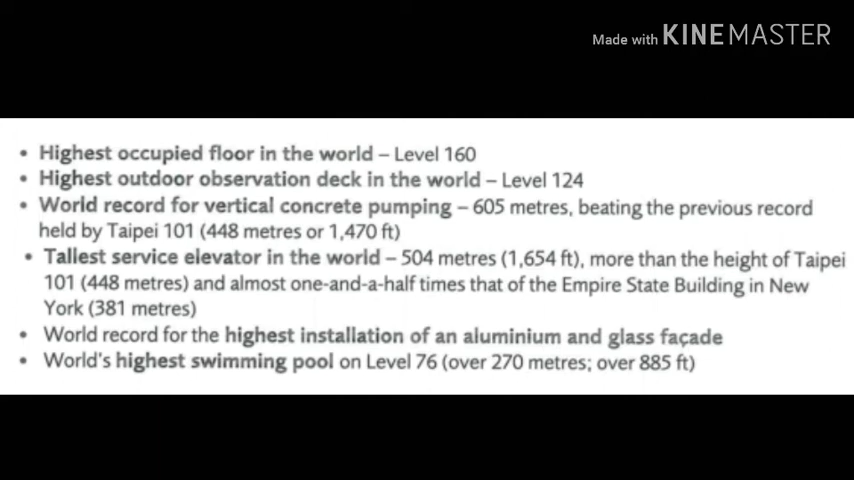 Made with KINEMASTER
• Highest occupied floor in the world – Level 160
• Highest outdoor observation deck in the world – Level 124
• World record for vertical concrete pumping – 605 metres, beating the previous record
held by Taipei 101 (448 metres or 1,470 ft)
• Tallest service elevator in the world – 504 metres (1,654 ft), more than the height of Taipei
101 (448 metres) and almost one-and-a-half times that of the Empire State Building in New
York (381 metres)
• World record for the highest installation of an aluminium and glass façade
• World's highest swimming pool on Level 76 (over 270 metres; over 885 ft)